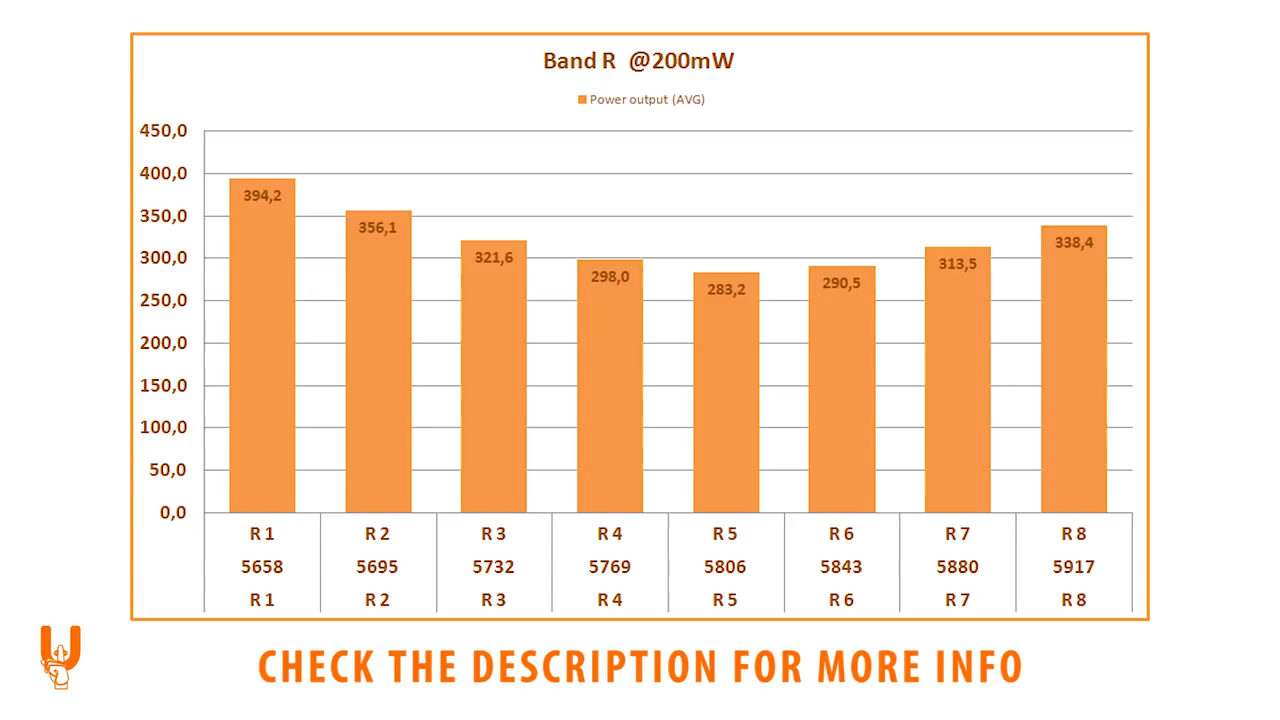 Band R @200mW
Power output (AVG)
450,0
400,0
350,0
300,0
250,0
200,0
150,0
100,0
50,0
0,0
394,2 356,1 321,6 298,0 283,2 290,5 313,5 338,4
R 1 R 2 R 3 R 4 R 5 R 6 R 7 R 8
5658 5695 5732 5769 5806 5843 5880 5917
R 1 R 2 R 3 R 4 R 5 R 6 R 7 R 8
CHECK THE DESCRIPTION FOR MORE INFO